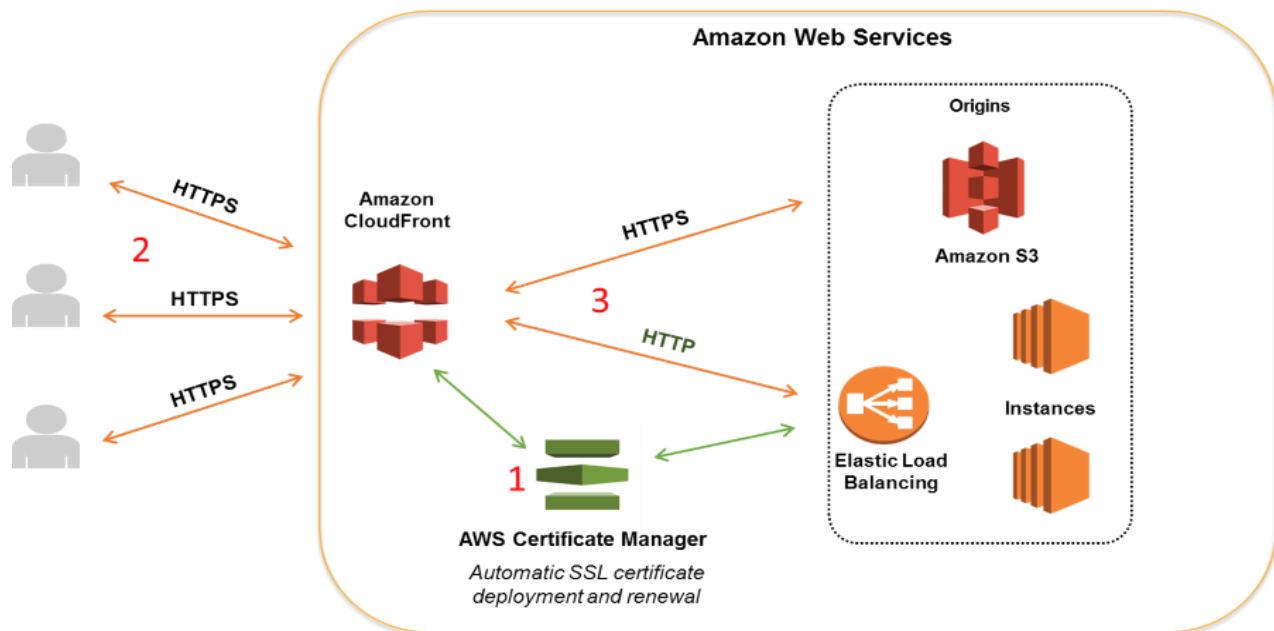 Amazon Web Services
Origins
HTTPS
Amazon
CloudFront
HTTPS
2
Amazon S3
HTTPS
3
HTTP
HTTPS
Instances
Elastic Load
Balancing
1
AWS Certificate Manager
Automatic SSL certificate
deployment and renewal